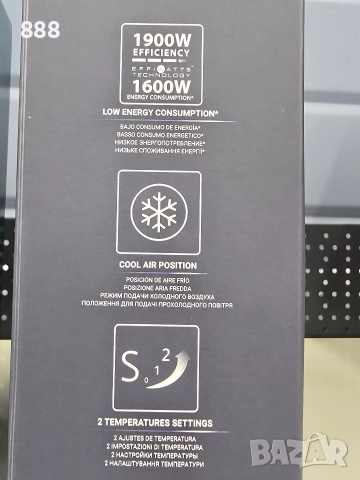 888
1900W
EFFICIENCY
EFFIWATTS
TECHNOLOGY
1600W
ENERGY CONSUMPTION*
LOW ENERGY CONSUMPTION*
BAJO CONSUMO DE ENERGÍA*
BASSO CONSUMO ENERGETICO*
НИЗКОЕ ЭНЕРГОПОТРЕБЛЕНИЕ*
НИЗЬКЕ СПОЖИВАННЯ ЕНЕРГІЇ*
COOL AIR POSITION
POSICIÓN DE AIRE FRÍO
POSIZIONE ARIA FREDDA
РЕЖИМ ПОДАЧИ ХОЛОДНОГО ВОЗДУХА
ПОЛОЖЕННЯ ДЛЯ ПОДАЧІ ПРОХОЛОДНОГО ПОВІТРЯ
S 0 1 2
2 TEMPERATURES SETTINGS
2 AJUSTES DE TEMPERATURA
2 IMPOSTAZIONI DI TEMPERATURA
2 НАСТРОЙКИ ТЕМПЕРАТУРЫ
2 НАЛАШТУВАННЯ ТЕМПЕРАТУРИ
BAZAR